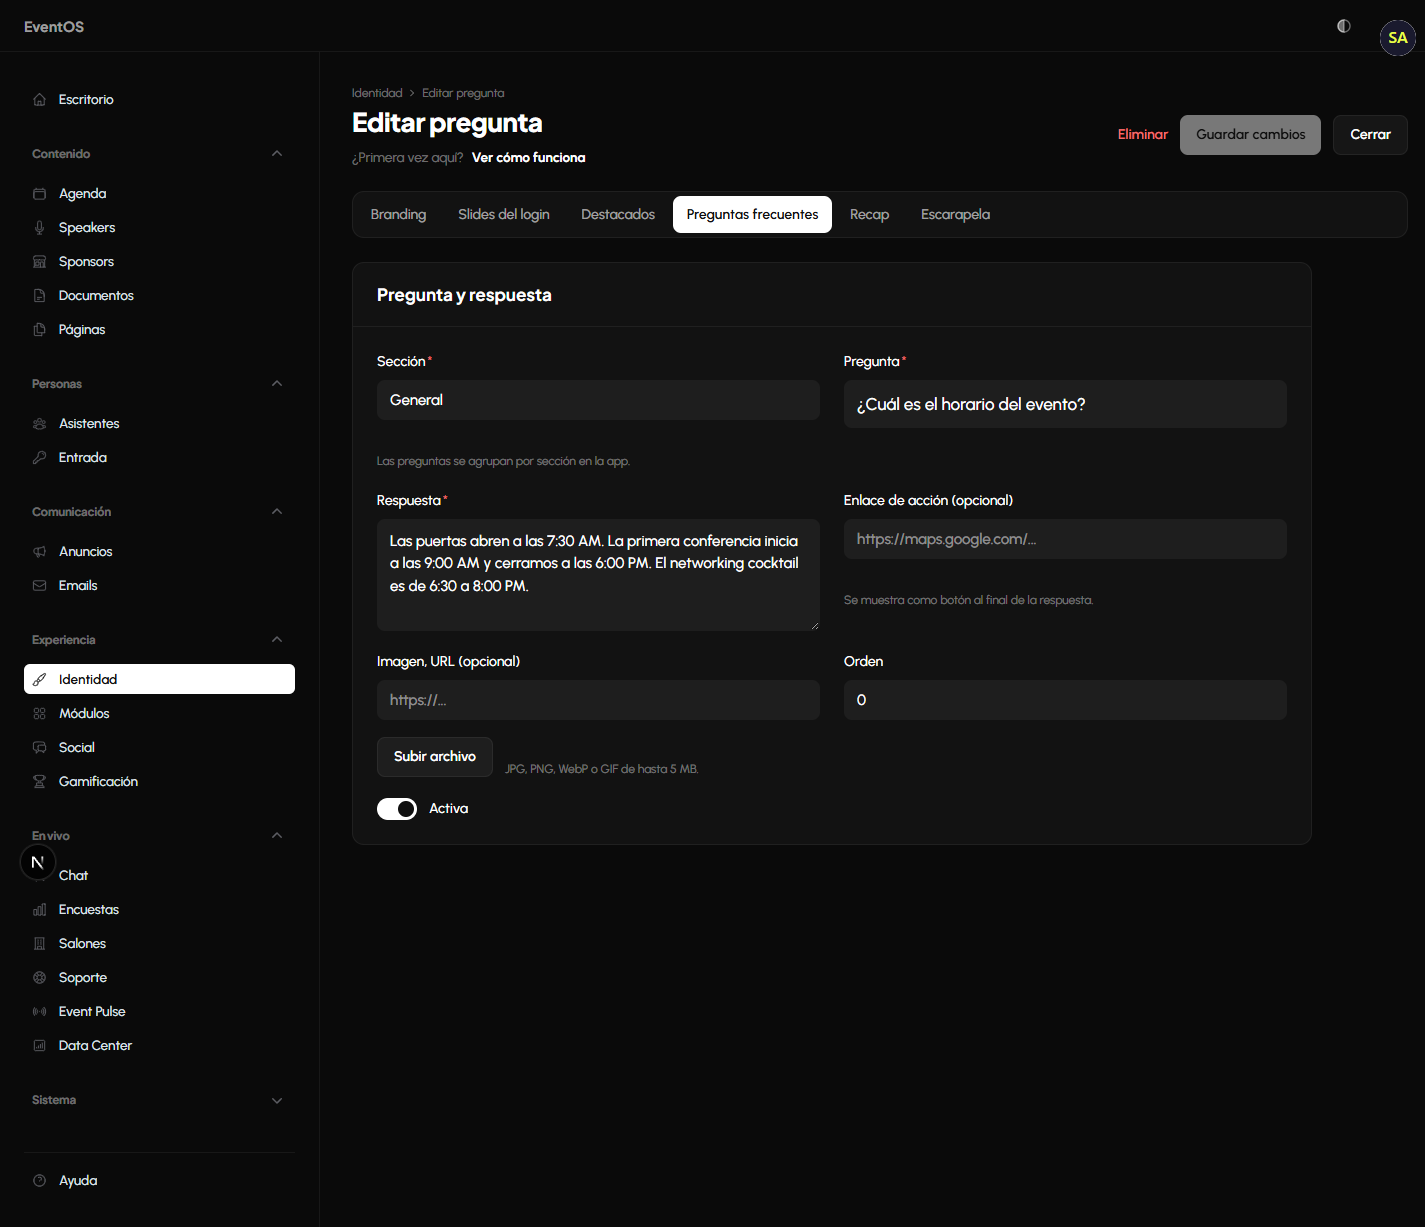 EventOS
SA
Escritorio
Contenido
Agenda
Speakers
Sponsors
Documentos
Páginas
Personas
Asistentes
Entrada
Comunicación
Anuncios
Emails
Experiencia
Identidad
Módulos
Social
Gamificación
En vivo
N
Chat
Encuestas
Salones
Soporte
Event Pulse
Data Center
Sistema
Ayuda
Identidad > Editar pregunta
Editar pregunta
¿Primera vez aquí? Ver cómo funciona
Eliminar
Guardar cambios
Cerrar
Branding
Slides del login
Destacados
Preguntas frecuentes
Recap
Escarapela
Pregunta y respuesta
Sección*
General
Las preguntas se agrupan por sección en la app.
Pregunta*
¿Cuál es el horario del evento?
Respuesta*
Las puertas abren a las 7:30 AM. La primera conferencia inicia
a las 9:00 AM y cerramos a las 6:00 PM. El networking cocktail
es de 6:30 a 8:00 PM.
Enlace de acción (opcional)
https://maps.google.com/...
Se muestra como botón al final de la respuesta.
Imagen, URL (opcional)
https://...
Subir archivo
JPG, PNG, WebP o GIF de hasta 5 MB.
Orden
0
Activa